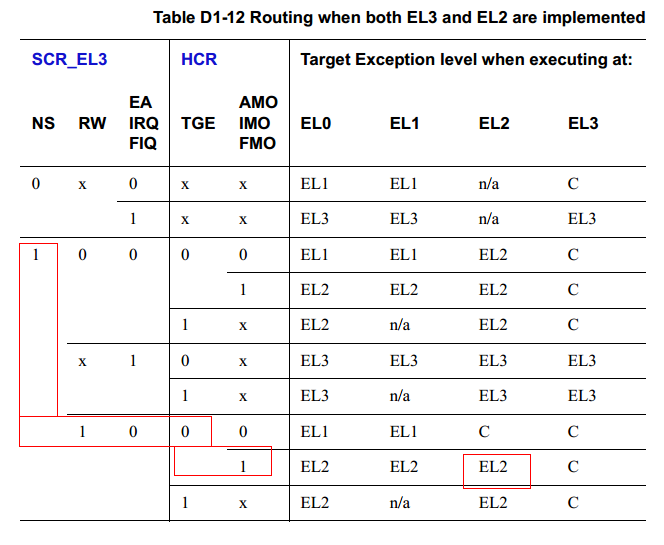 Table D1-12 Routing when both EL3 and EL2 are implemented
SCR_EL3 HCR Target Exception level when executing at:
NS RW EA IRQ FIQ TGE AMO IMO FMO EL0 EL1 EL2 EL3
0 x 0 x x EL1 EL1 n/a C
1 x x EL3 EL3 n/a EL3
1 0 0 0 0 EL1 EL1 EL2 C
1 EL2 EL2 EL2 C
1 x EL2 n/a EL2 C
x 1 0 x EL3 EL3 EL3 EL3
1 x EL3 n/a EL3 EL3
1 0 0 0 EL1 EL1 C C
1 EL2 EL2 EL2 C
1 x EL2 n/a EL2 C